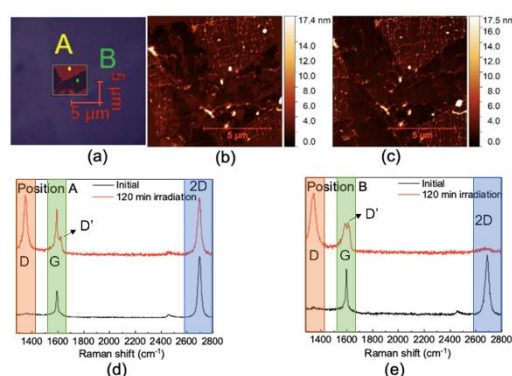 A
B
5 μm
5 μm
(a)
5 μm
17.4 nm
14.0
12.0
10.0
8.0
6.0
4.0
2.0
0.0
(b)
5 μm
17.5 nm
16.0
14.0
12.0
10.0
8.0
6.0
4.0
2.0
0.0
(c)
Position A
Initial
120 min irradiation
2D
D'
D
G
1400 1600 1800 2000 2200 2400 2600 2800
Raman shift (cm-1)
(d)
Position B
Initial
120 min irradiation
D'
2D
D
G
1400 1600 1800 2000 2200 2400 2600 2800
Raman shift (cm-1)
(e)